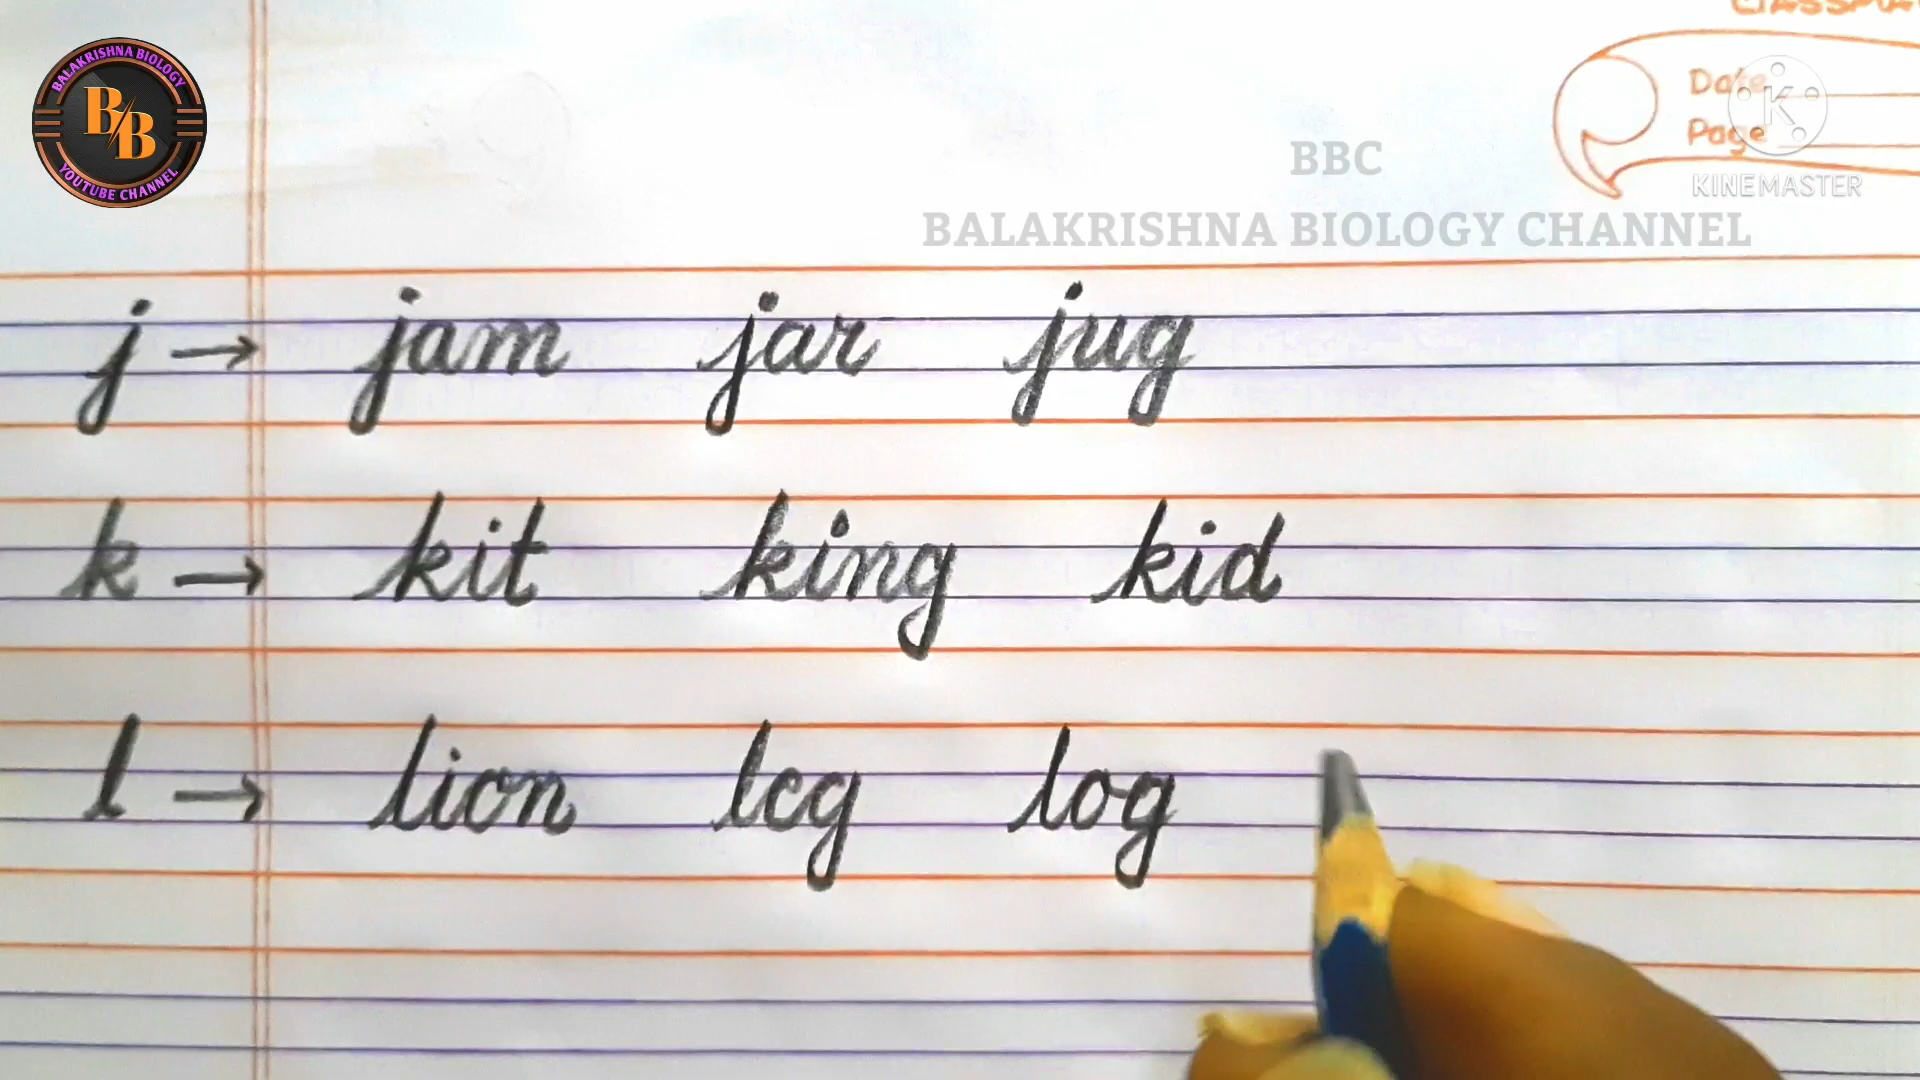 BALAKRISHNA BIOLOGY
BB
YOUTUBE CHANNEL
Date
Page
K
KINEMASTER
BBC
BALAKRISHNA BIOLOGY CHANNEL
j → jam jar jug
k → kit king kid
l → lion leg log